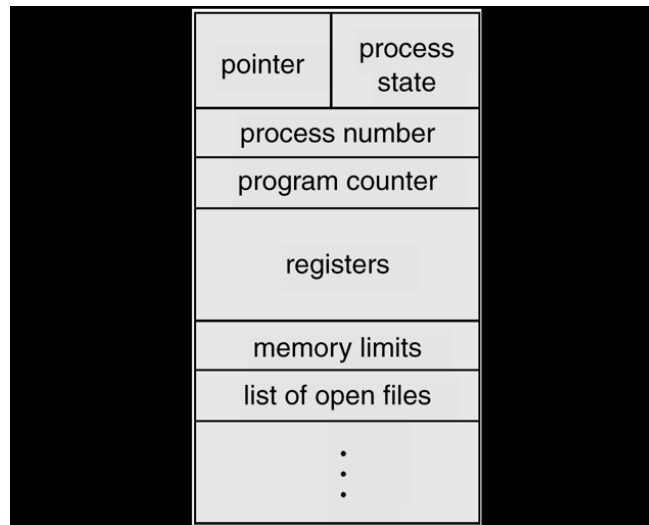 pointer
process
state
process number
program counter
registers
memory limits
list of open files